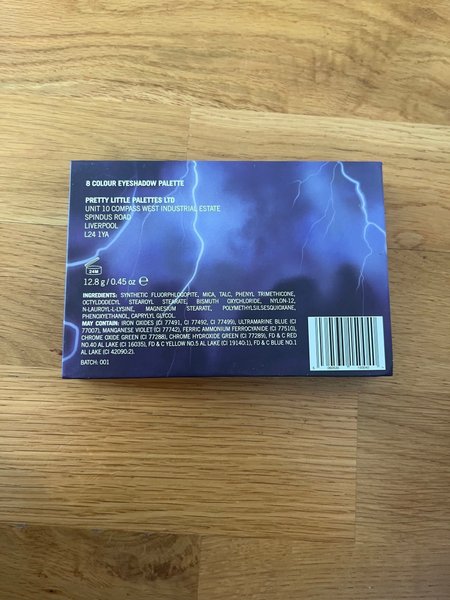 8 COLOUR EYESHADOW PALETTE
PRETTY LITTLE PALETTES LTD
UNIT 10 COMPASS WEST INDUSTRIAL ESTATE
SPINDUS ROAD
LIVERPOOL
L24 1YA
24M
12.8 g / 0.45 oz ℮
INGREDIENTS: SYNTHETIC FLUORPHLOGOPITE, MICA, TALC, PHENYL TRIMETHICONE,
OCTYLDODECYL STEAROYL STEARATE, BISMUTH OXYCHLORIDE, NYLON-12,
N-LAUROYL-L-LYSINE, MAGNESIUM STEARATE, POLYMETHYLSILSESQUIOXANE,
PHENOXYETHANOL, CAPRYLYL GLYCOL.
MAY CONTAIN: IRON OXIDES (CI 77491, CI 77492, CI 77499), ULTRAMARINE BLUE (CI
77007), MANGANESE VIOLET (CI 77742), FERRIC AMMONIUM FERROCYANIDE (CI 77510),
CHROME OXIDE GREEN (CI 77288), CHROME HYDROXIDE GREEN (CI 77289), FD & C RED
NO.40 AL LAKE (CI 16035), FD & C YELLOW NO.5 AL LAKE (CI 19140:1), FD & C BLUE NO.1
AL LAKE (CI 42090:2).
BATCH: 001